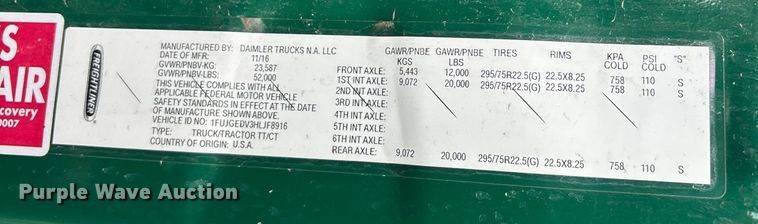 S
AIR
covery
0007
FREIGHTLINER
MANUFACTURED BY: DAIMLER TRUCKS N.A. LLC
DATE OF MFR: 11/16
GVWR/PNBV-KG: 23,587
GVWR/PNBV-LBS: 52,000
THIS VEHICLE COMPLIES WITH ALL
APPLICABLE FEDERAL MOTOR VEHICLE
SAFETY STANDARDS IN EFFECT AT THE DATE
OF MANUFACTURE SHOWN ABOVE.
VEHICLE ID NO.: 1FUJGEDV3HLJF8916
TYPE: TRUCK/TRACTOR TT/CT
COUNTRY OF ORIGIN: U.S.A.
GAWR/PNBE KGS GAWR/PNBE LBS TIRES RIMS KPA COLD PSI COLD "S"
FRONT AXLE: 5,443 12,000 295/75R22.5(G) 22.5X8.25 758 110 S
1ST INT AXLE: 9,072 20,000 295/75R22.5(G) 22.5X8.25 758 110 S
2ND INT AXLE:
3RD INT AXLE:
4TH INT AXLE:
5TH INT AXLE:
6TH INT AXLE:
REAR AXLE: 9,072 20,000 295/75R22.5(G) 22.5X8.25 758 110 S
Purple Wave Auction